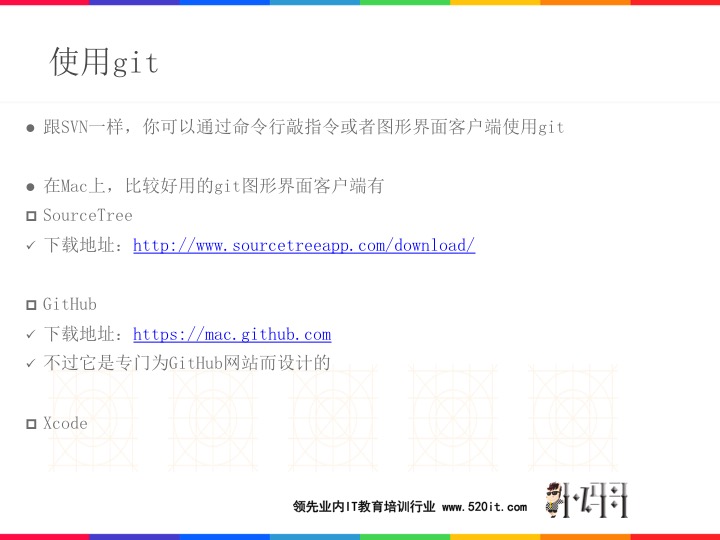 使用git
● 跟SVN一样，你可以通过命令行敲指令或者图形界面客户端使用git
● 在Mac上，比较好用的git图形界面客户端有
SourceTree
✓ 下载地址：http://www.sourcetreeapp.com/download/
GitHub
✓ 下载地址：https://mac.github.com
✓ 不过它是专门为GitHub网站而设计的
Xcode
领先业内IT教育培训行业 www.520it.com
小码哥